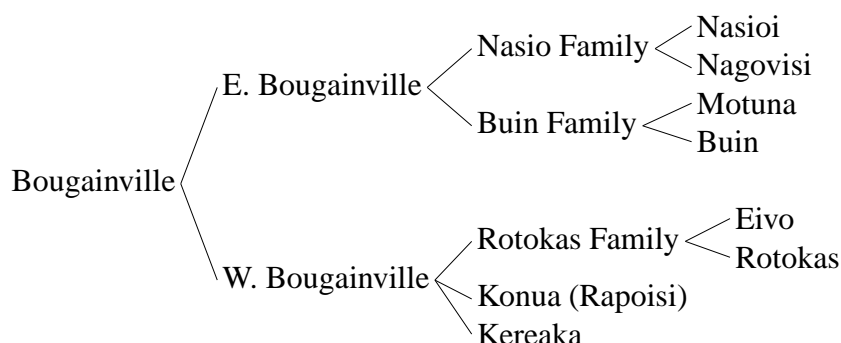 Bougainville
E. Bougainville
Nasio Family
Nasioi
Nagovisi
Buin Family
Motuna
Buin
W. Bougainville
Rotokas Family
Eivo
Rotokas
Konua (Rapoisi)
Kereaka